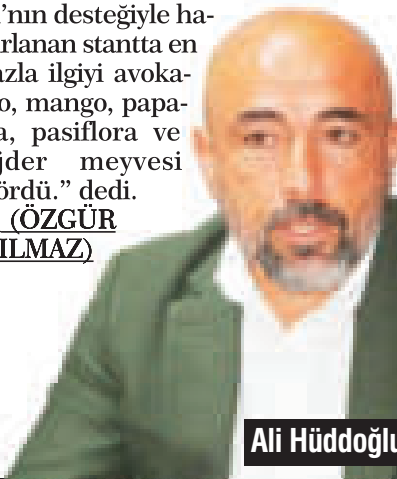 ı’nın desteğiyle ha-
ırlanan stantta en
azla ilgiyi avoka-
o, mango, papa-
a, pasiflora ve
jder meyvesi
ördü.” dedi.
(ÖZGÜR
ILMAZ)
Ali Hüddoğlu